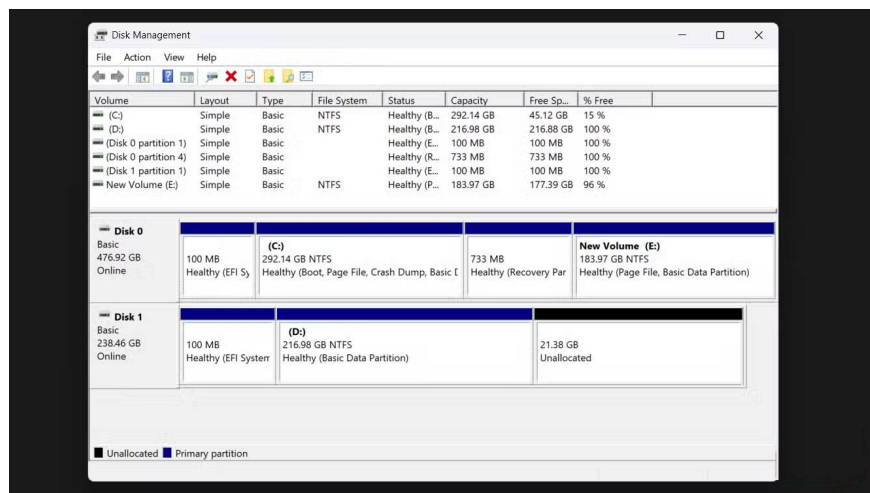 Disk Management
File Action View Help
Volume Layout Type File System Status Capacity Free Sp... % Free
(C:) Simple Basic NTFS Healthy (B... 292.14 GB 45.12 GB 15 %
(D:) Simple Basic NTFS Healthy (B... 216.98 GB 216.88 GB 100 %
(Disk 0 partition 1) Simple Basic Healthy (E... 100 MB 100 MB 100 %
(Disk 0 partition 4) Simple Basic Healthy (R... 733 MB 733 MB 100 %
(Disk 1 partition 1) Simple Basic Healthy (E... 100 MB 100 MB 100 %
New Volume (E:) Simple Basic NTFS Healthy (P... 183.97 GB 177.39 GB 96 %
Disk 0
Basic
476.92 GB
Online
100 MB
Healthy (EFI Sy
(C:)
292.14 GB NTFS
Healthy (Boot, Page File, Crash Dump, Basic D
733 MB
Healthy (Recovery Par
New Volume (E:)
183.97 GB NTFS
Healthy (Page File, Basic Data Partition)
Disk 1
Basic
238.46 GB
Online
100 MB
Healthy (EFI System
(D:)
216.98 GB NTFS
Healthy (Basic Data Partition)
21.38 GB
Unallocated
Unallocated Primary partition